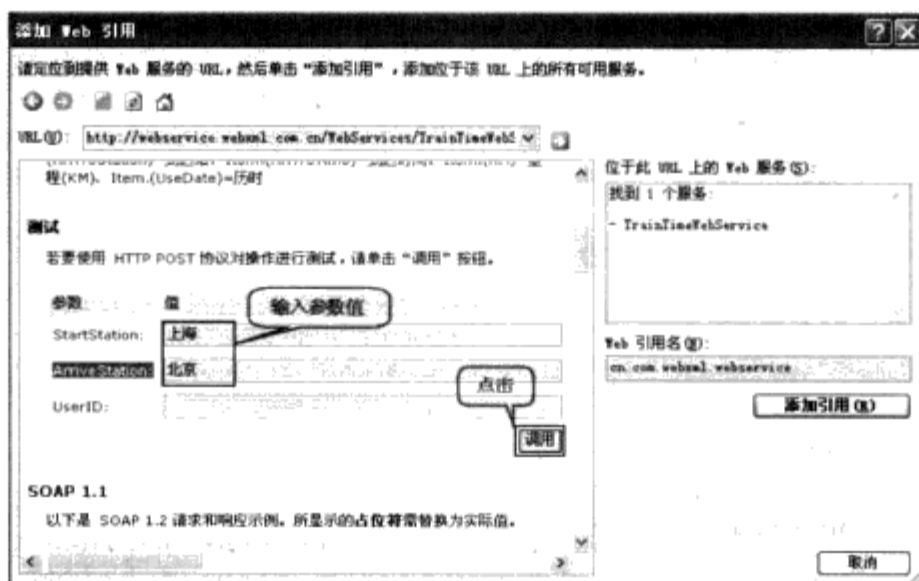 添加 Web 引用
请定位到提供 Web 服务的 URL，然后单击“添加引用”，添加位于该 URL 上的所有可用服务。
URL(U): http://webservice.webxml.com.cn/WebServices/TrainTimeWebS
程(KM)、Item.(UseDate)=历时
测试
若要使用 HTTP POST 协议对操作进行测试，请单击“调用”按钮。
参数 值
输入参数值
StartStation: 上海
ArriveStation: 北京
UserID:
点击
调用
SOAP 1.1
以下是 SOAP 1.2 请求和响应示例。所显示的占位符需替换为实际值。
位于此 URL 上的 Web 服务(S):
找到 1 个服务:
- TrainTimeWebService
Web 引用名(N):
cn.com.webxml.webservice
添加引用(R)
取消